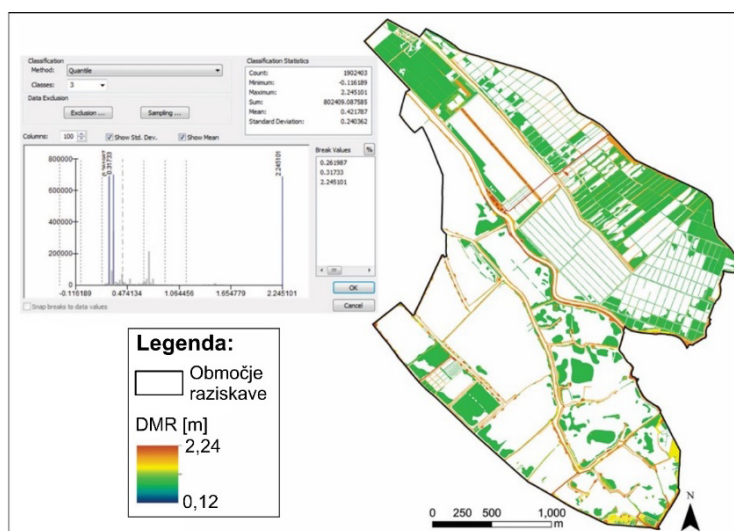 Classification
Method: Quantile
Classes: 3
Data Exclusion
Exclusion ...
Sampling ...
Classification Statistics
Count: 1902403
Minimum: -0.116189
Maximum: 2.245101
Sum: 802409.087585
Mean: 0.421787
Standard Deviation: 0.240362
Columns: 100
Show Std. Dev.
Show Mean
Break Values
%
0.261987
0.31733
2.245101
800000
600000
400000
200000
0
0.31733
2.245101
-0.116189
0.474134
1.064456
1.654779
2.245101
Snap breaks to data values
OK
Cancel
Legenda:
Območje
raziskave
DMR [m]
2,24
0,12
0 250 500 1,000
m
N